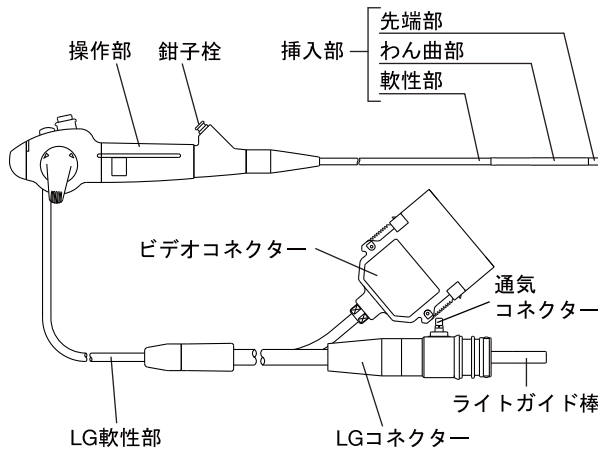 先端部
操作部 鉗子栓 挿入部 わん曲部
軟性部
ビデオコネクター
通気
コネクター
ライトガイド棒
LG軟性部 LGコネクター